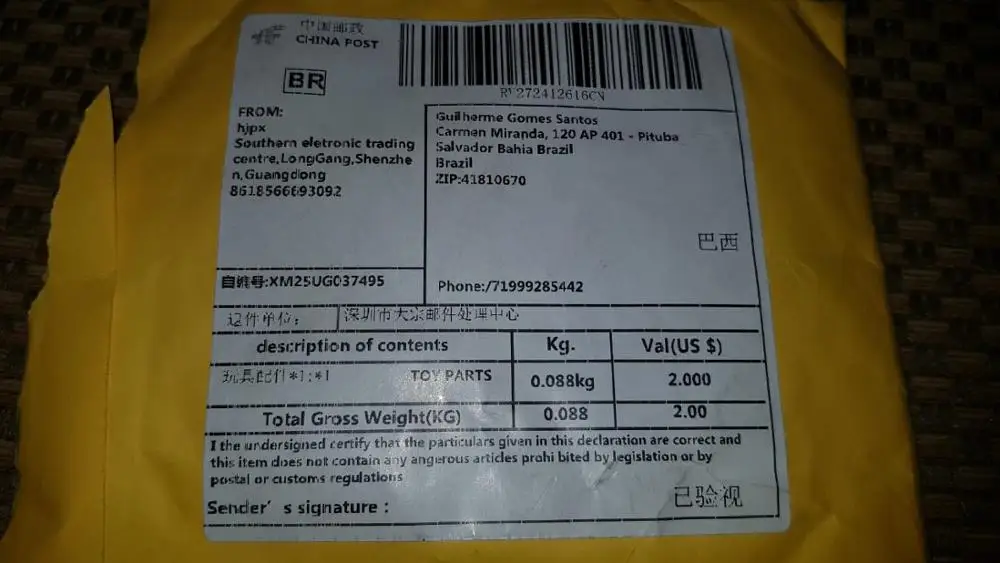 中国邮政
CHINA POST
RV272412616CN
BR
FROM:
hjpx
Southern eletronic trading
centre,LongGang,Shenzhe
n,Guangdong
8618566693092
Guilherme Gomes Santos
Carmen Miranda, 120 AP 401 - Pituba
Salvador Bahia Brazil
Brazil
ZIP:41810670
巴西
自编号:XM25UG037495
Phone:/71999285442
退件单位: 深圳市大宗邮件处理中心
description of contents Kg. Val(US $)
玩具配件*1;*1 TOY PARTS 0.088kg 2.000
Total Gross Weight(KG) 0.088 2.00
I the undersigned certify that the particulars given in this declaration are correct and
this item does not contain any angerous articles prohi bited by legislation or by
postal or customs regulations
Sender's signature :
已验视